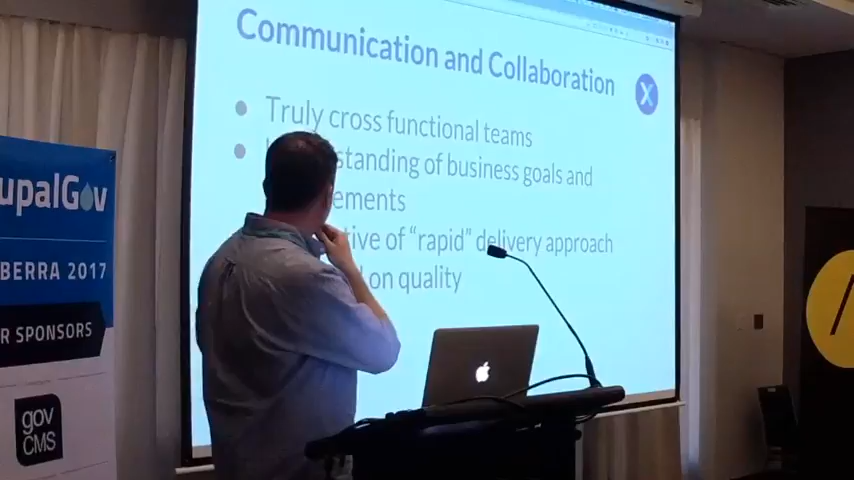 Communication and Collaboration
X
Truly cross functional teams
standing of business goals and
ements
tive of “rapid” delivery approach
on quality
upalGov
BERRA 2017
R SPONSORS
gov
CMS
/